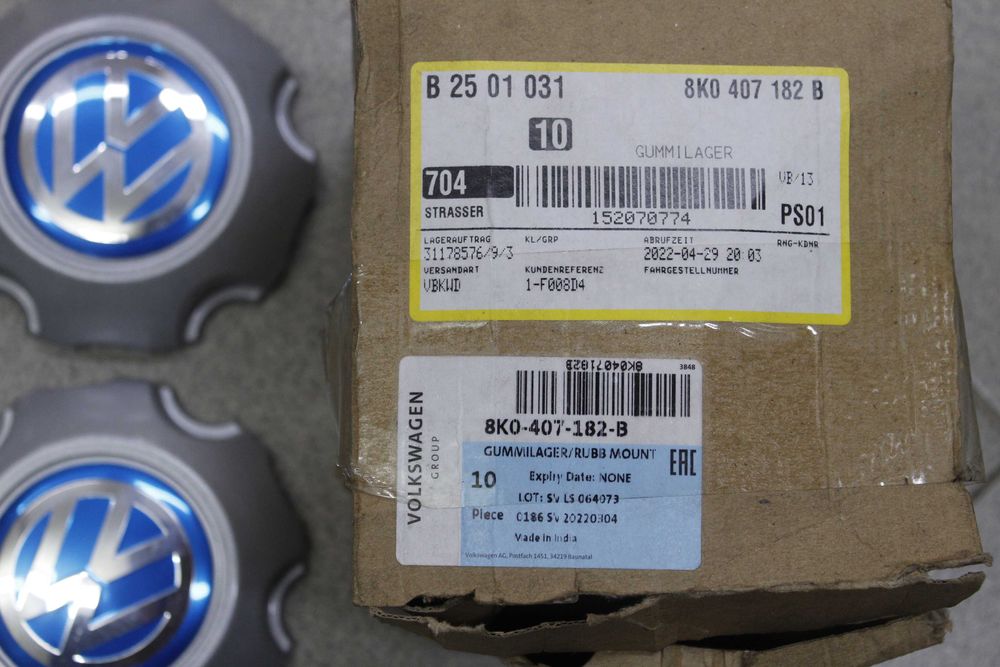 B 25 01 031 8K0 407 182 B
10
GUMMILAGER
704
VB/13
STRASSER
152070774
PS01
LAGERAUFTRAG KL/GRP ABRUFZEIT RNG-KDNR
31178576/9/3 2022-04-29 20:03
VERSANDART KUNDENREFERENZ FAHRGESTELLNUMMER
VBKWD 1-F008D4
8K0407182B
3848
VOLKSWAGEN
GROUP
8K0-407-182-B
GUMMILAGER/RUBB MOUNT
EAC
10 Expiry Date: NONE
LOT: SV LS 064073
Piece 0186 SV 20220304
Made in India
Volkswagen AG, Postfach 1451, 34219 Baunatal